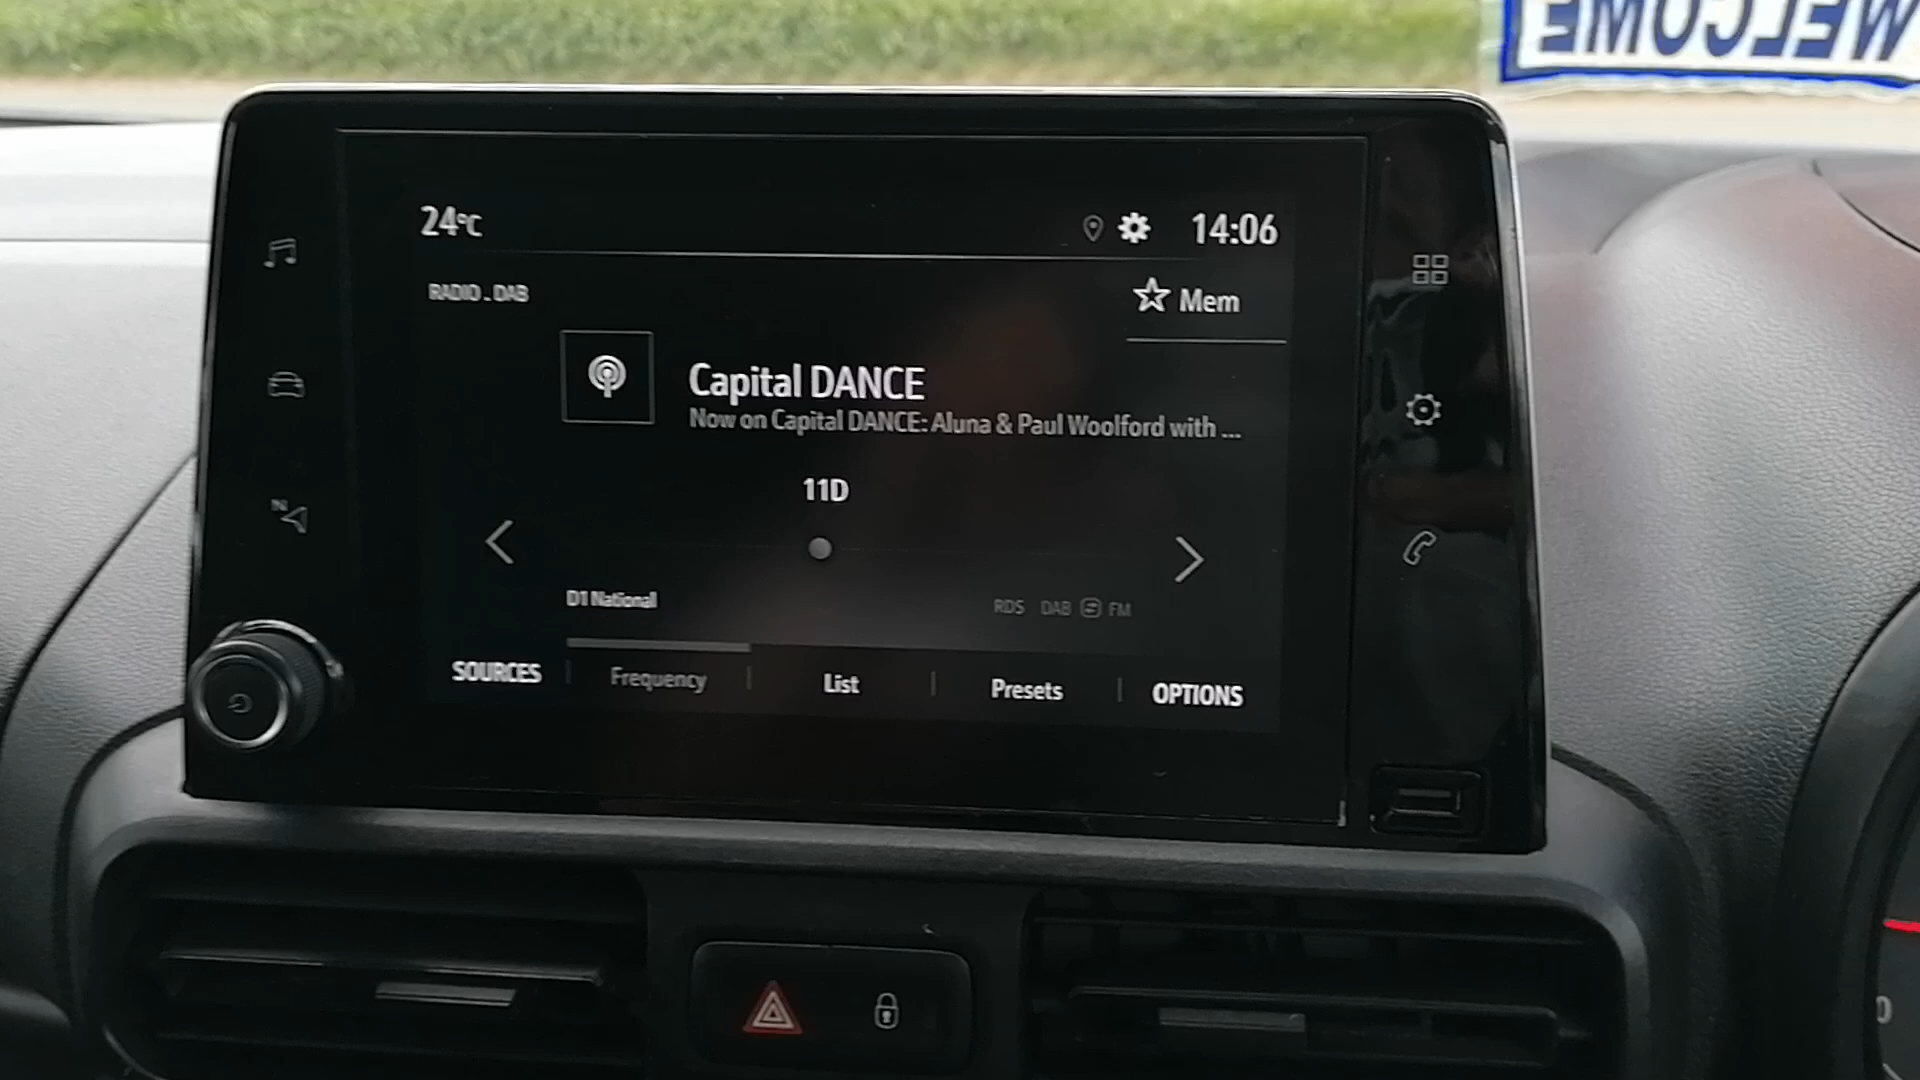 WELCOME
24°C
14:06
RADIO . DAB
Mem
Capital DANCE
Now on Capital DANCE: Aluna & Paul Woolford with ...
11D
N
D1 National
RDS DAB FM
SOURCES Frequency List Presets OPTIONS
0